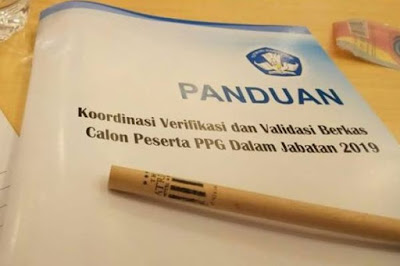 PANDUAN
Koordinasi Verifikasi dan Validasi Berkas
Calon Peserta PPG Dalam Jabatan 2019